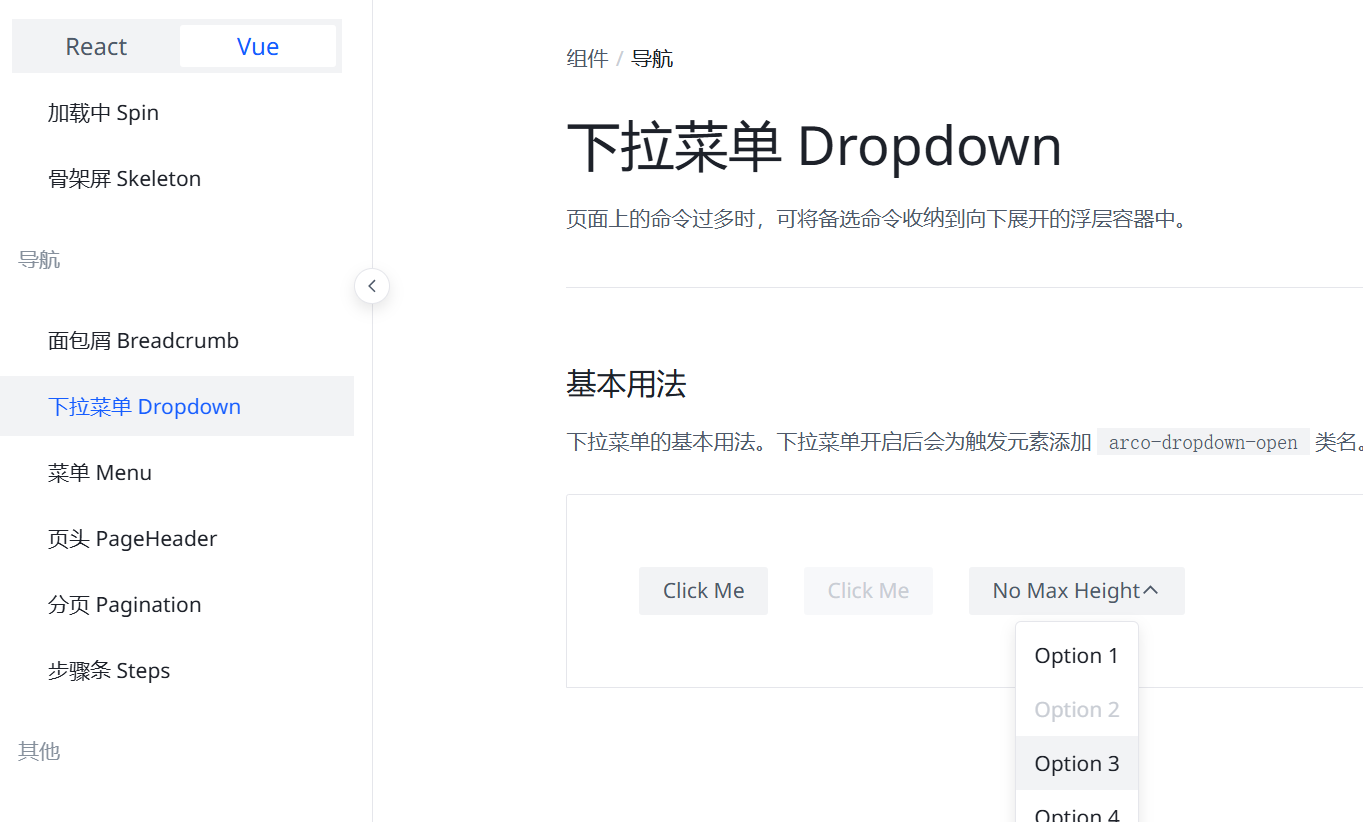 React
Vue
加载中 Spin
骨架屏 Skeleton
导航
面包屑 Breadcrumb
下拉菜单 Dropdown
菜单 Menu
页头 PageHeader
分页 Pagination
步骤条 Steps
其他
组件 / 导航
下拉菜单 Dropdown
页面上的命令过多时，可将备选命令收纳到向下展开的浮层容器中。
基本用法
下拉菜单的基本用法。下拉菜单开启后会为触发元素添加 arco-dropdown-open 类名。
Click Me
Click Me
No Max Height
Option 1
Option 2
Option 3
Option 4